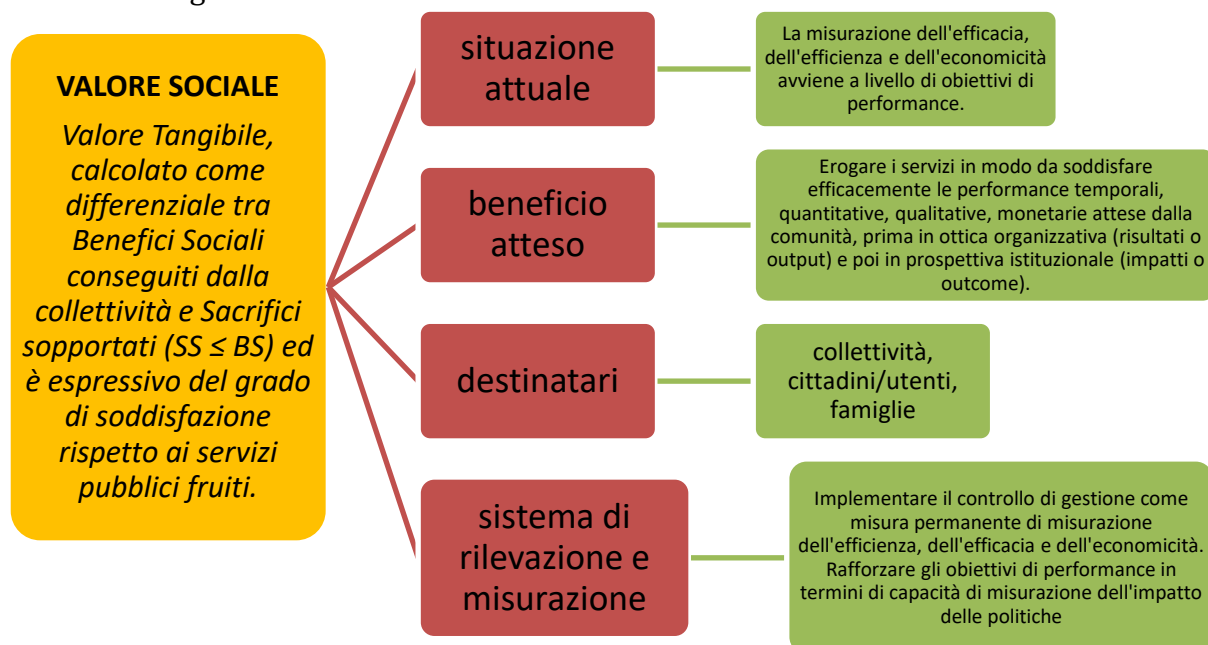 VALORE SOCIALE
Valore Tangibile,
calcolato come
differenziale tra
Benefici Sociali
conseguiti dalla
collettività e Sacrifici
sopportati (SS ≤ BS) ed
è espressivo del grado
di soddisfazione
rispetto ai servizi
pubblici fruiti.
situazione
attuale
La misurazione dell'efficacia,
dell'efficienza e dell'economicità
avviene a livello di obiettivi di
performance.
beneficio
atteso
Erogare i servizi in modo da soddisfare
efficacemente le performance temporali,
quantitative, qualitative, monetarie attese dalla
comunità, prima in ottica organizzativa (risultati o
output) e poi in prospettiva istituzionale (impatti o
outcome).
destinatari
collettività,
cittadini/utenti,
famiglie
sistema di
rilevazione e
misurazione
Implementare il controllo di gestione come
misura permanente di misurazione
dell'efficienza, dell'efficacia e dell'economicità.
Rafforzare gli obiettivi di performance in
termini di capacità di misurazione dell'impatto
delle politiche